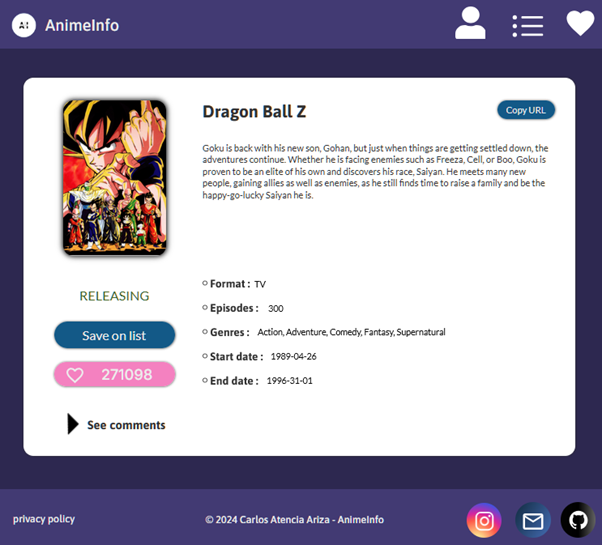 AI AnimeInfo
Dragon Ball Z
Copy URL
Goku is back with his new son, Gohan, but just when things are getting settled down, the
adventures continue. Whether he is facing enemies such as Freeza, Cell, or Boo, Goku is
proven to be an elite of his own and discovers his race, Saiyan. He meets many new
people, gaining allies as well as enemies, as he still finds time to raise a family and be the
happy-go-lucky Saiyan he is.
RELEASING
Save on list
271098
See comments
Format : TV
Episodes : 300
Genres : Action, Adventure, Comedy, Fantasy, Supernatural
Start date : 1989-04-26
End date : 1996-31-01
privacy policy
© 2024 Carlos Atencia Ariza - AnimeInfo